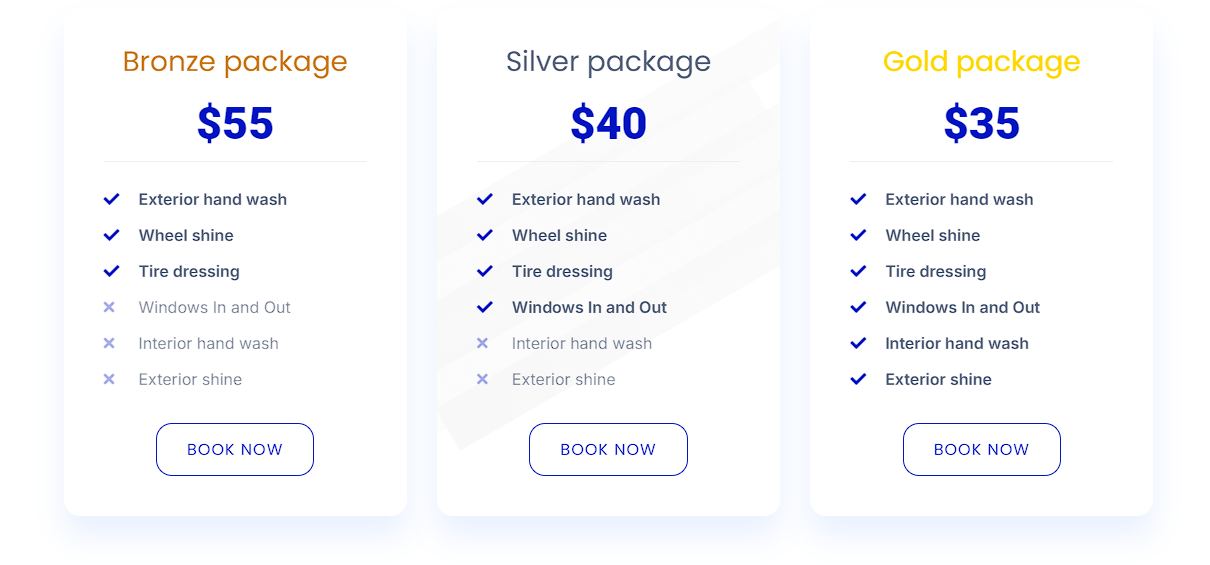 Bronze package
$55
Exterior hand wash
Wheel shine
Tire dressing
Windows In and Out
Interior hand wash
Exterior shine
BOOK NOW
Silver package
$40
Exterior hand wash
Wheel shine
Tire dressing
Windows In and Out
Interior hand wash
Exterior shine
BOOK NOW
Gold package
$35
Exterior hand wash
Wheel shine
Tire dressing
Windows In and Out
Interior hand wash
Exterior shine
BOOK NOW